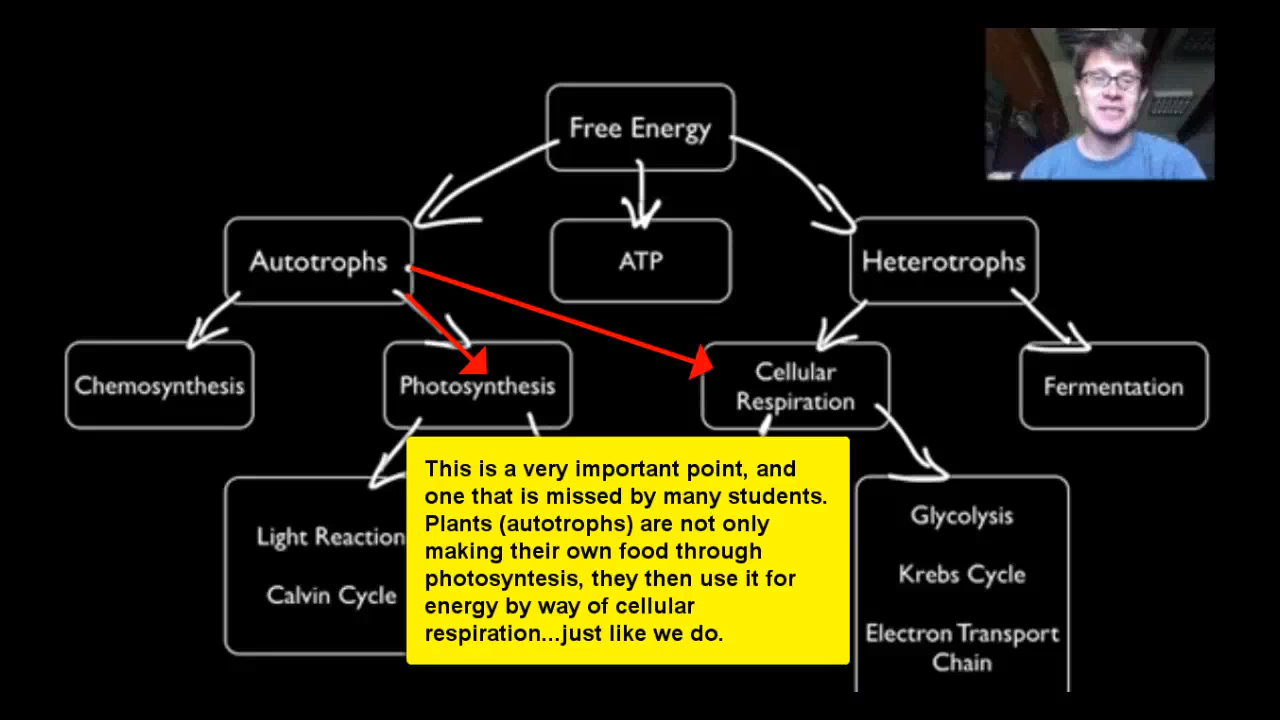 Free Energy
Autotrophs
ATP
Heterotrophs
Chemosynthesis
Photosynthesis
Cellular
Respiration
Fermentation
This is a very important point, and
one that is missed by many students.
Plants (autotrophs) are not only
making their own food through
photosyntesis, they then use it for
energy by way of cellular
respiration...just like we do.
Light Reaction
Calvin Cycle
Glycolysis
Krebs Cycle
Electron Transport
Chain